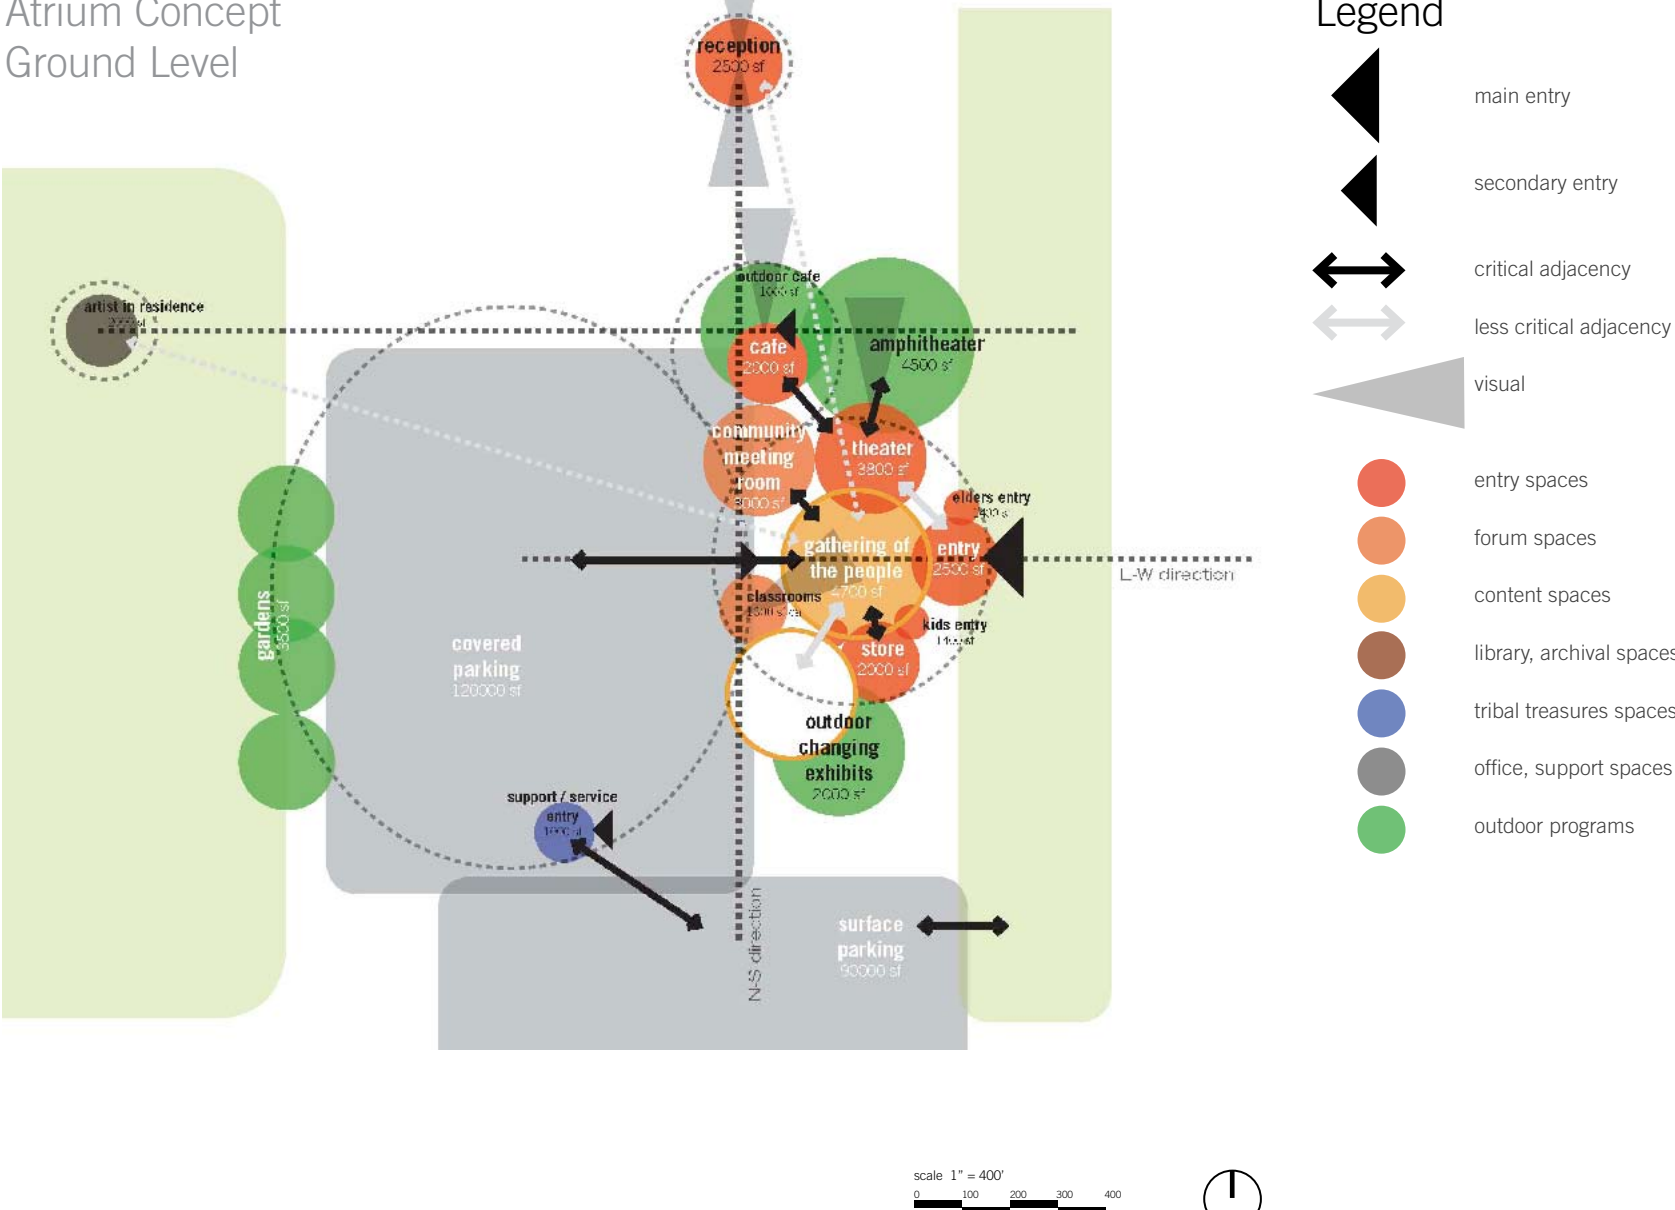 Atrium Concept
Ground Level
reception
2500 sf
artist in residence
outdoor cafe
1000 sf
cafe
2000 sf
amphitheater
4500 sf
community
meeting
room
3000 sf
theater
3800 sf
elders entry
gathering of
the people
4700 sf
entry
2500 sf
L-W direction
classrooms
kids entry
store
2000 sf
gardens
3500 sf
covered
parking
120000 sf
outdoor
changing
exhibits
2000 sf
support / service
entry
surface
parking
90000 sf
N-S direction
Legend
main entry
secondary entry
critical adjacency
less critical adjacency
visual
entry spaces
forum spaces
content spaces
library, archival spaces
tribal treasures spaces
office, support spaces
outdoor programs
scale 1" = 400'
0 100 200 300 400